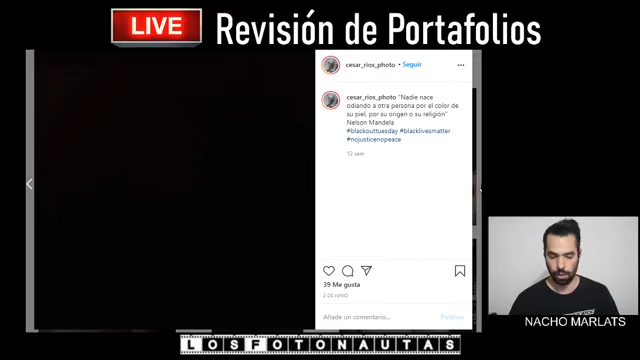 LIVE
Revisión de Portafolios
cesar_rios_photo • Seguir
cesar_rios_photo "Nadie nace
odiando a otra persona por el color de
su piel, por su origen o su religión"
Nelson Mandela
#blackouttuesday #blacklivesmatter
#nojusticenopeace
12 sem
39 Me gusta
2 DE JUNIO
Añade un comentario...
Publicar
NACHO MARLATS
LOSFOTONAUTAS